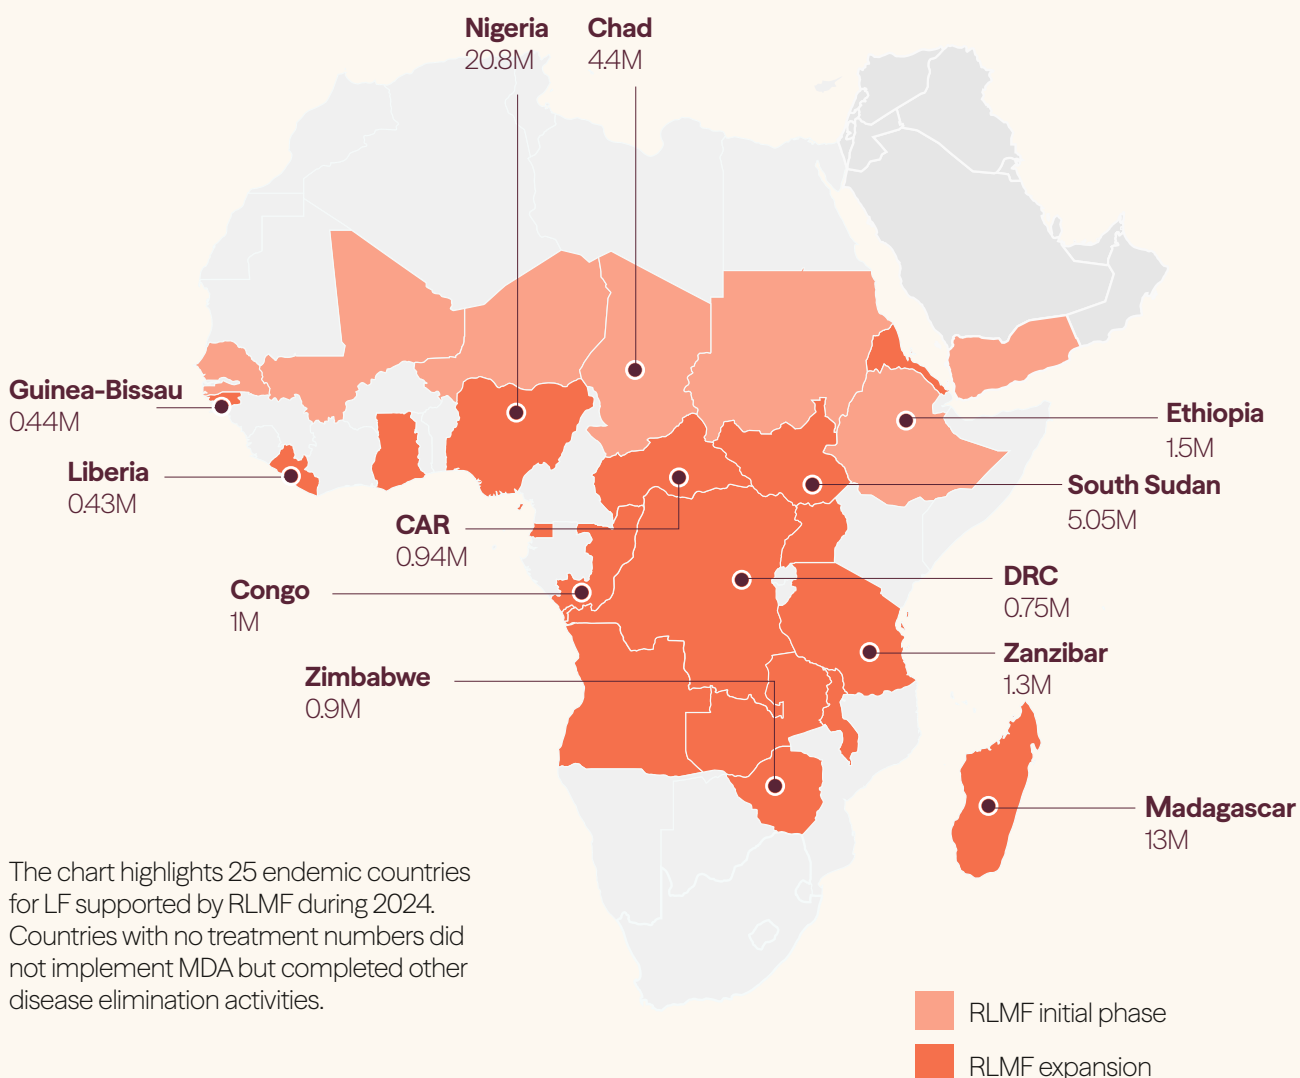 Nigeria
20.8M
Chad
4.4M
Guinea-Bissau
0.44M
Liberia
0.43M
CAR
0.94M
Congo
1M
Zimbabwe
0.9M
Ethiopia
1.5M
South Sudan
5.05M
DRC
0.75M
Zanzibar
1.3M
Madagascar
13M
The chart highlights 25 endemic countries
for LF supported by RLMF during 2024.
Countries with no treatment numbers did
not implement MDA but completed other
disease elimination activities.
RLMF initial phase
RLMF expansion